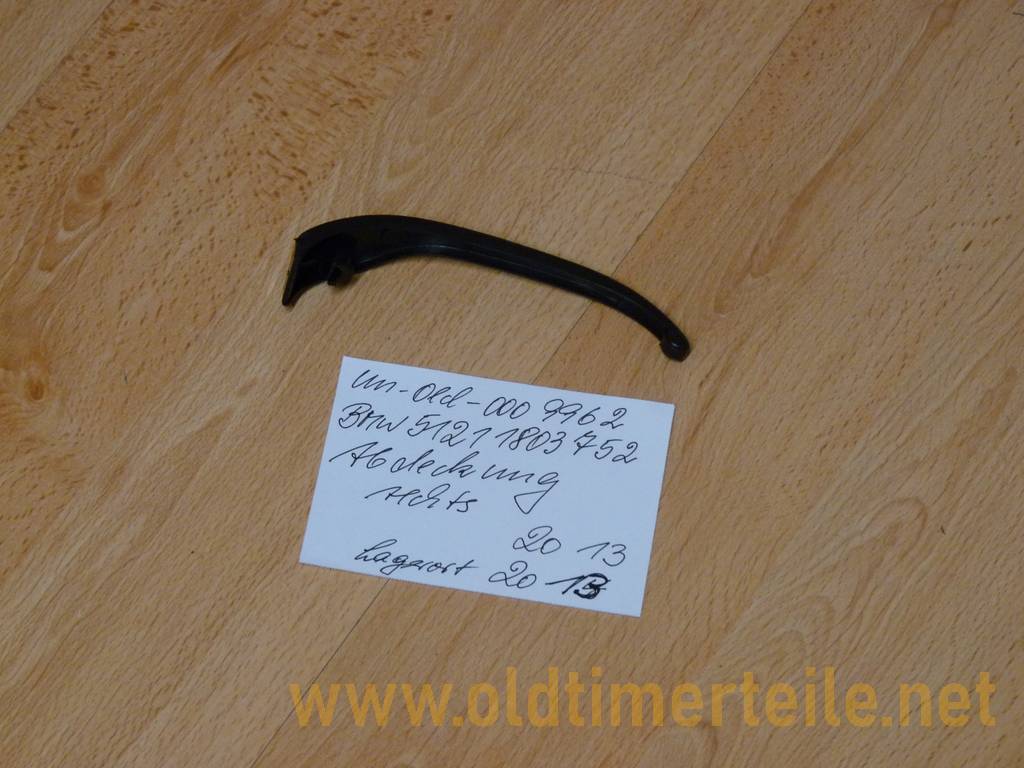 un-old-000 9962
BMW 51211803752
Abdeckung
rechts
20 13
Lagerort 20 13
www.oldtimerteile.net